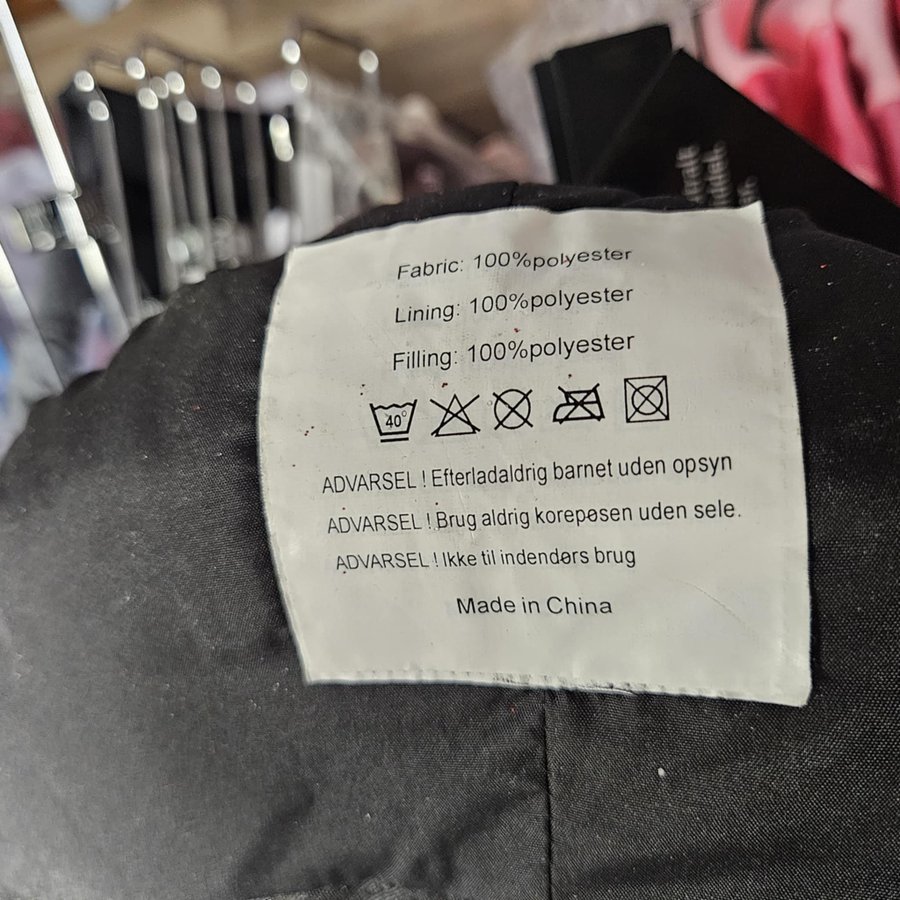 Fabric: 100%polyester
Lining: 100%polyester
Filling: 100%polyester
40°
ADVARSEL ! Efterladaldrig barnet uden opsyn
ADVARSEL ! Brug aldrig korepøsen uden sele.
ADVARSEL ! Ikke til indendørs brug
Made in China